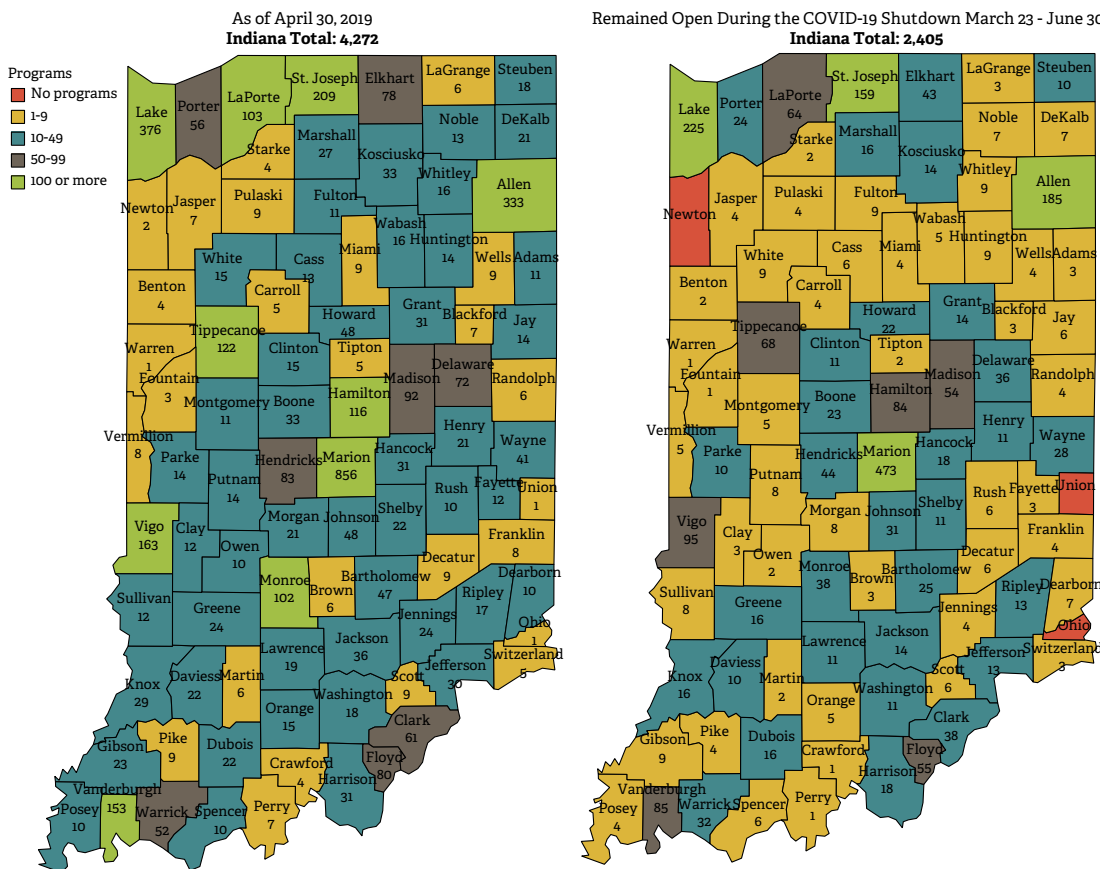 As of April 30, 2019
Indiana Total: 4,272
Programs
No programs
1-9
10-49
50-99
100 or more
Lake
376
Porter
56
LaPorte
103
St. Joseph
209
Elkhart
78
LaGrange
6
Steuben
18
Noble
13
DeKalb
21
Starke
4
Marshall
27
Kosciusko
33
Whitley
16
Allen
333
Newton
2
Jasper
7
Pulaski
9
Fulton
11
Wabash
16
Huntington
14
Miami
9
Wells
9
Adams
11
White
15
Cass
13
Benton
4
Carroll
5
Grant
31
Blackford
7
Jay
14
Howard
48
Tippecanoe
122
Clinton
15
Tipton
5
Warren
1
Fountain
3
Madison
92
Delaware
72
Randolph
6
Montgomery
11
Boone
33
Hamilton
116
Henry
21
Wayne
41
Vermillion
8
Parke
14
Putnam
14
Hendricks
83
Marion
856
Hancock
31
Rush
10
Fayette
12
Union
1
Vigo
163
Clay
12
Owen
10
Morgan
21
Johnson
48
Shelby
22
Franklin
8
Decatur
9
Sullivan
12
Greene
24
Monroe
102
Brown
6
Bartholomew
47
Jennings
24
Ripley
17
Dearborn
10
Ohio
1
Switzerland
5
Lawrence
19
Jackson
36
Jefferson
30
Knox
29
Daviess
22
Martin
6
Orange
15
Washington
18
Scott
9
Clark
61
Floyd
80
Gibson
23
Pike
9
Dubois
22
Crawford
4
Harrison
31
Posey
10
Vanderburgh
153
Warrick
52
Spencer
10
Perry
7
Remained Open During the COVID-19 Shutdown March 23 - June 30
Indiana Total: 2,405
Lake
225
Porter
24
LaPorte
64
St. Joseph
159
Elkhart
43
LaGrange
3
Steuben
10
Noble
7
DeKalb
7
Starke
2
Marshall
16
Kosciusko
14
Whitley
9
Allen
185
Newton
Jasper
4
Pulaski
4
Fulton
9
Wabash
5
Huntington
9
Miami
4
Wells
4
Adams
3
White
9
Cass
6
Benton
2
Carroll
4
Grant
14
Blackford
3
Jay
6
Howard
22
Tippecanoe
68
Clinton
11
Tipton
2
Warren
1
Fountain
1
Madison
54
Delaware
36
Randolph
4
Montgomery
5
Boone
23
Hamilton
84
Henry
11
Wayne
28
Vermillion
5
Parke
10
Putnam
8
Hendricks
44
Marion
473
Hancock
18
Rush
6
Fayette
3
Union
Vigo
95
Clay
3
Owen
2
Morgan
8
Johnson
31
Shelby
11
Franklin
4
Decatur
6
Sullivan
8
Greene
16
Monroe
38
Brown
3
Bartholomew
25
Jennings
4
Ripley
13
Dearborn
7
Ohio
Switzerland
3
Lawrence
11
Jackson
14
Jefferson
13
Knox
16
Daviess
10
Martin
2
Orange
5
Washington
11
Scott
6
Clark
38
Floyd
55
Gibson
9
Pike
4
Dubois
16
Crawford
1
Harrison
18
Posey
4
Vanderburgh
85
Warrick
32
Spencer
6
Perry
1